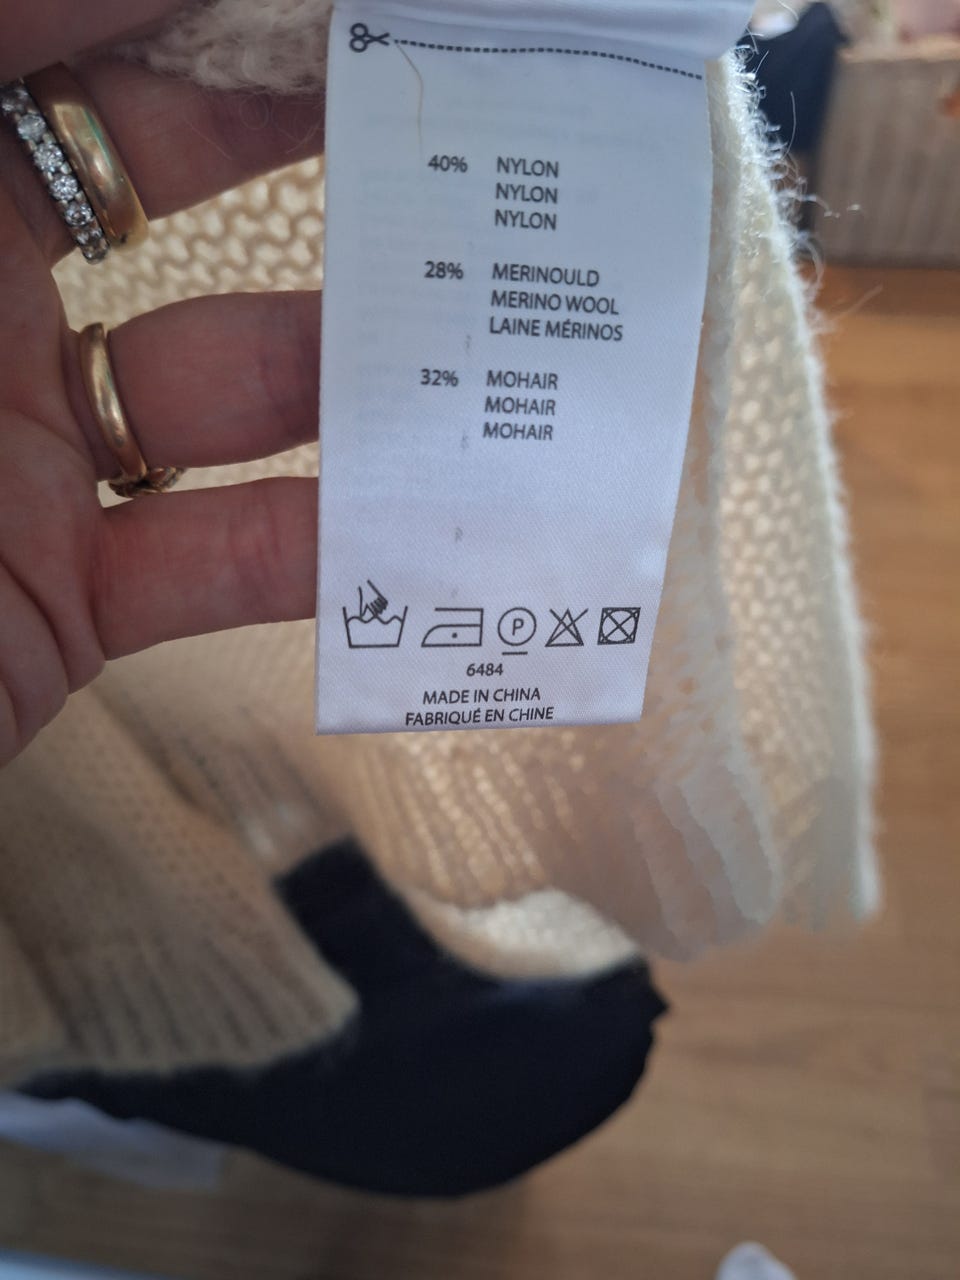 40% NYLON
NYLON
NYLON
28% MERINOULD
MERINO WOOL
LAINE MÉRINOS
32% MOHAIR
MOHAIR
MOHAIR
P
6484
MADE IN CHINA
FABRIQUÉ EN CHINE